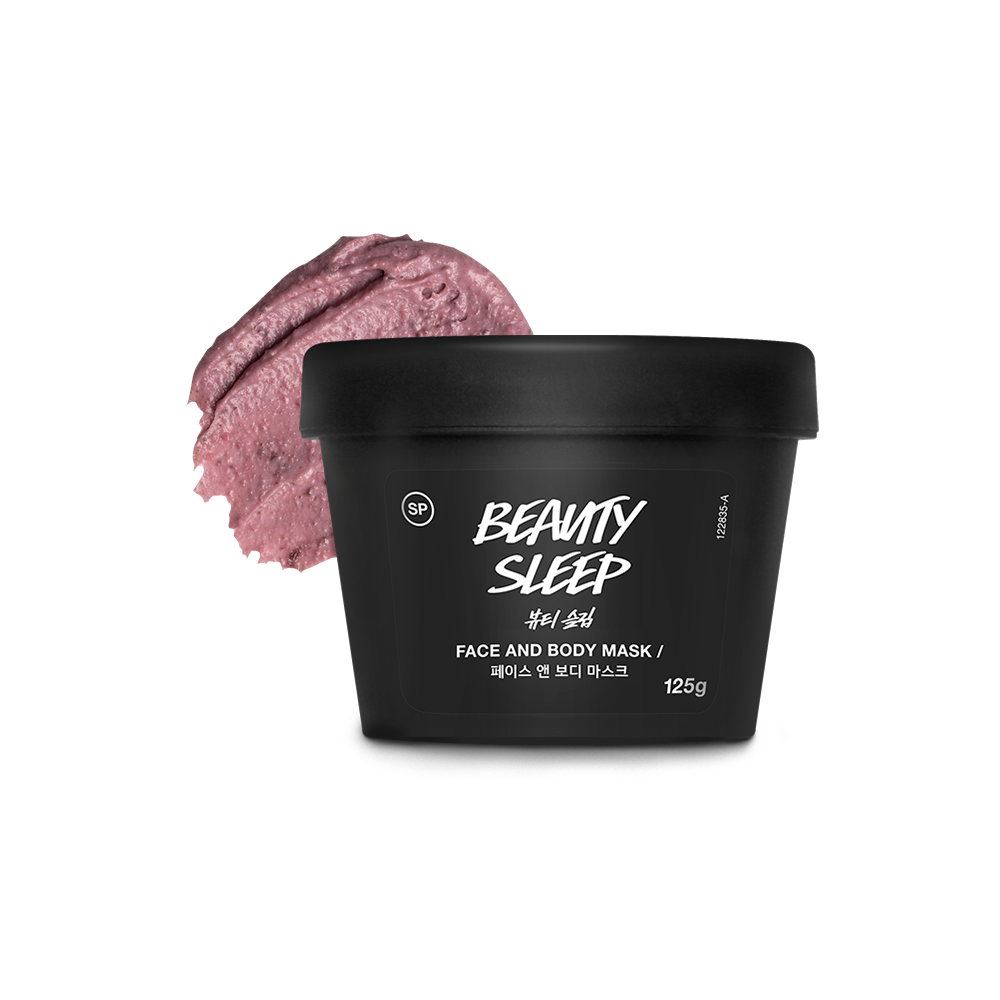 SP
BEAUTY
SLEEP
뷰티 슬립
FACE AND BODY MASK /
페이스 앤 보디 마스크
125g
122835-A